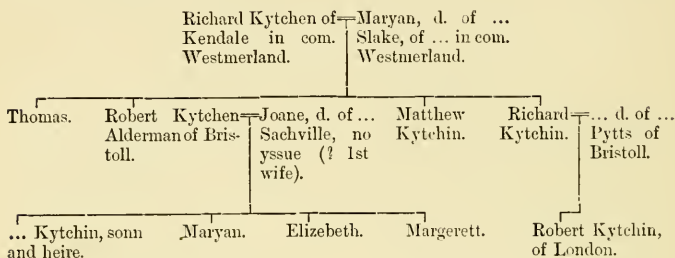 Richard Kytchen of
Kendale in com.
Westmerland.
Maryan, d. of ...
Slake, of ... in com.
Westmerland.
Thomas.
Robert Kytchen
Alderman of Bris-
toll.
Joane, d. of ...
Sachville, no
yssue (? 1st
wife).
Matthew
Kytchin.
Richard
Kytchin.
... d. of ...
Pytts of
Bristoll.
... Kytchin, sonn
and heire.
Maryan.
Elizebeth.
Margerett.
Robert Kytchin,
of London.